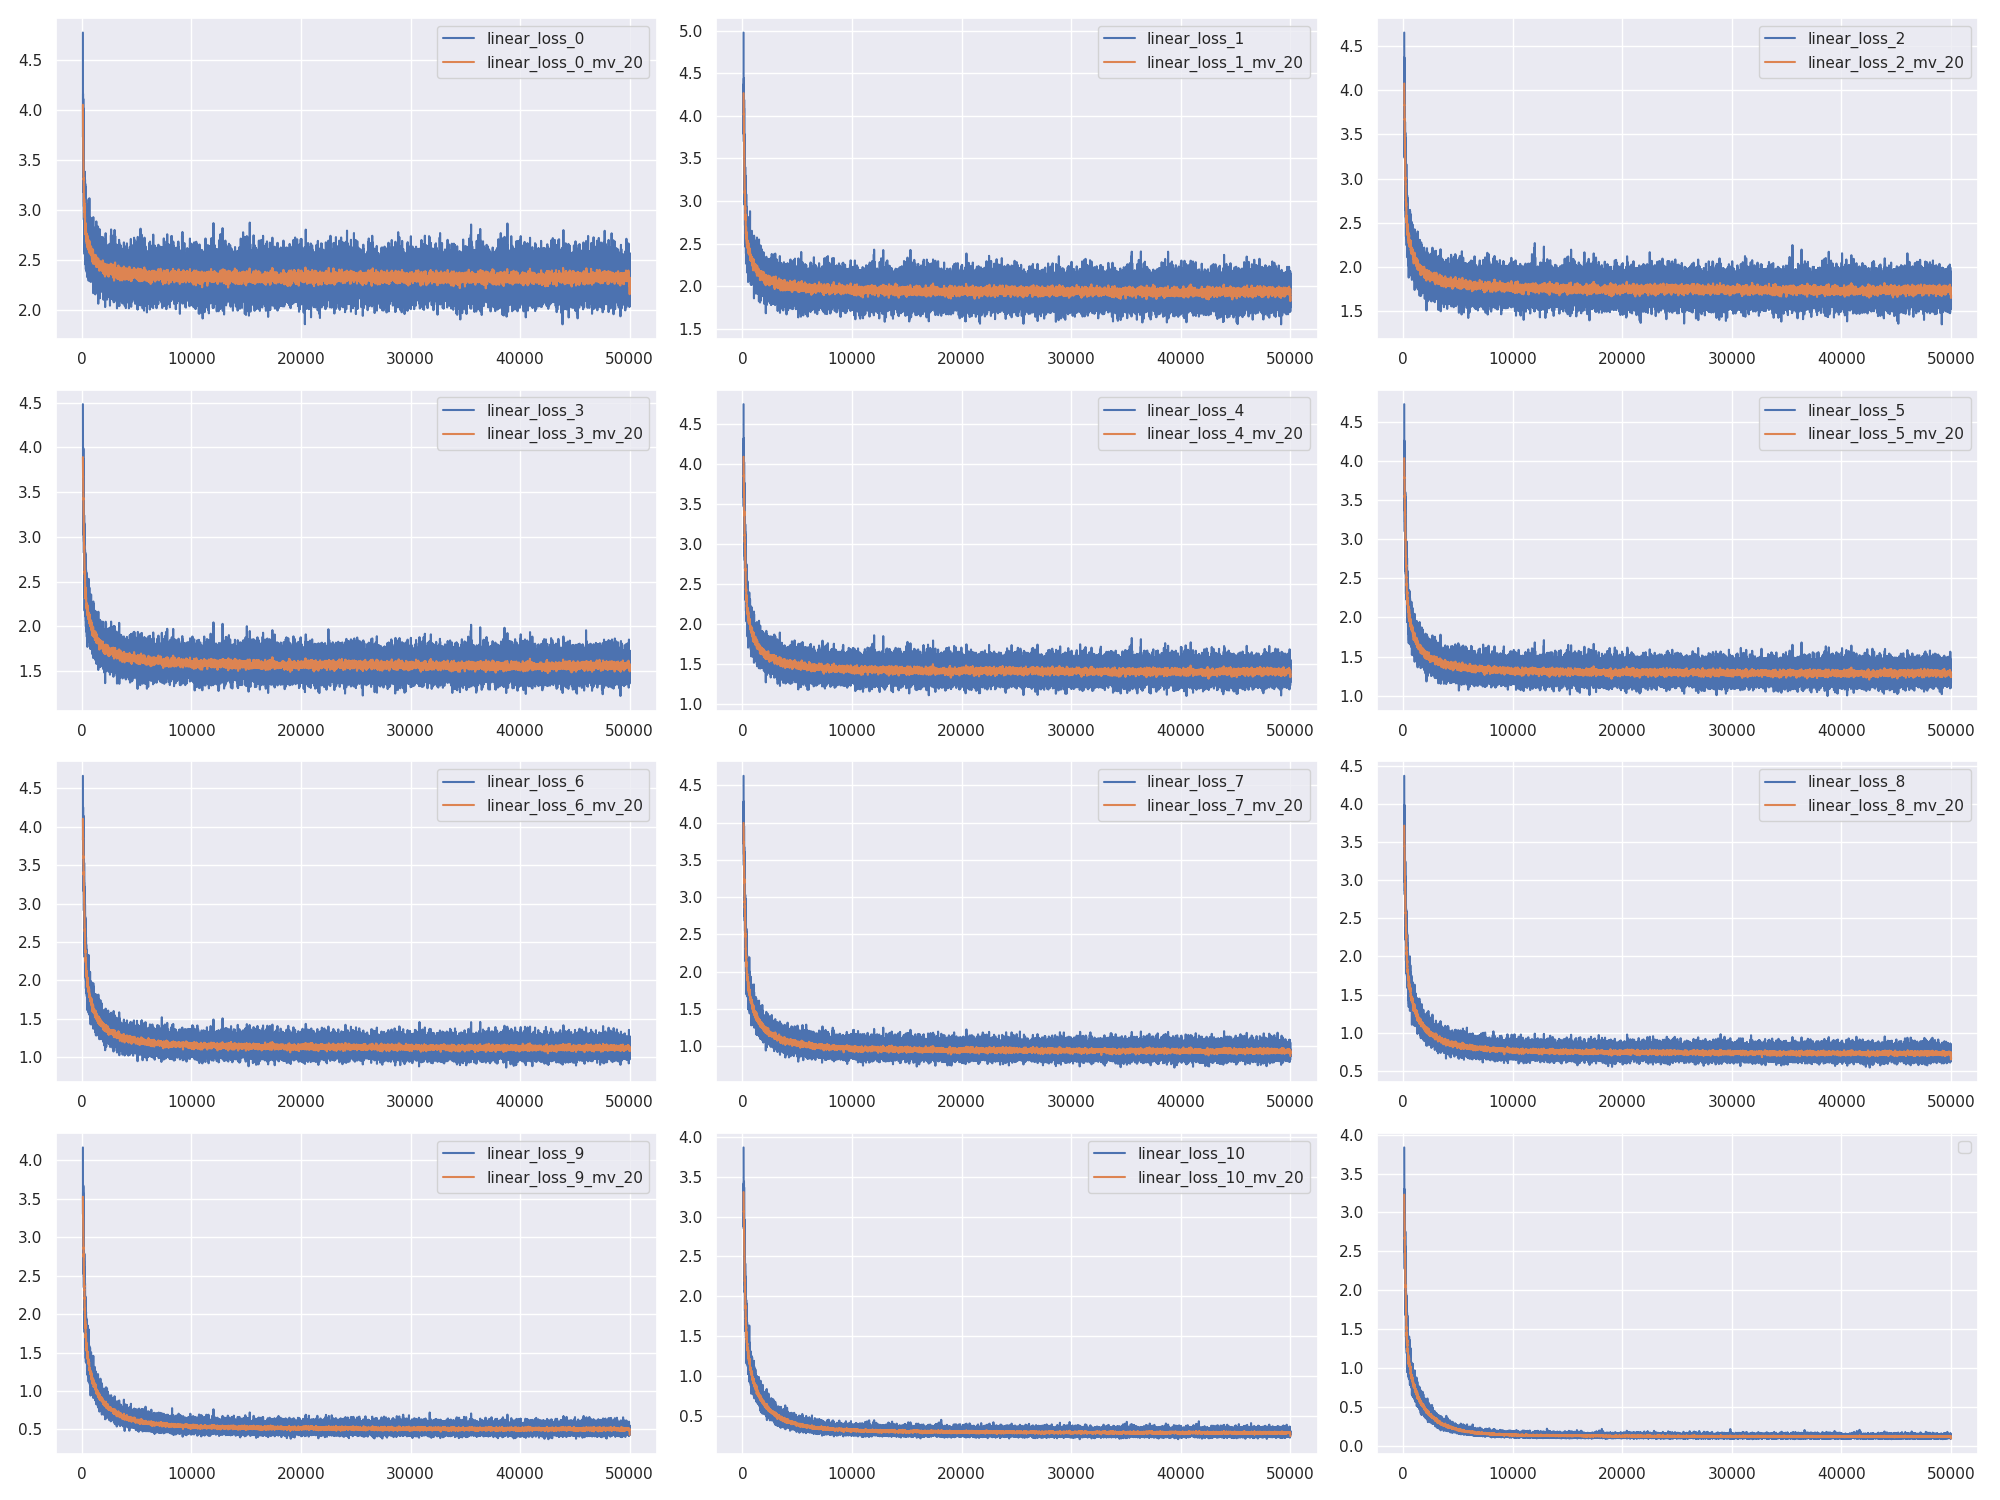 linear_loss_0
linear_loss_0_mv_20
4.5
4.0
3.5
3.0
2.5
2.0
0 10000 20000 30000 40000 50000
linear_loss_1
linear_loss_1_mv_20
5.0
4.5
4.0
3.5
3.0
2.5
2.0
1.5
0 10000 20000 30000 40000 50000
linear_loss_2
linear_loss_2_mv_20
4.5
4.0
3.5
3.0
2.5
2.0
1.5
0 10000 20000 30000 40000 50000
linear_loss_3
linear_loss_3_mv_20
4.5
4.0
3.5
3.0
2.5
2.0
1.5
0 10000 20000 30000 40000 50000
linear_loss_4
linear_loss_4_mv_20
4.5
4.0
3.5
3.0
2.5
2.0
1.5
1.0
0 10000 20000 30000 40000 50000
linear_loss_5
linear_loss_5_mv_20
4.5
4.0
3.5
3.0
2.5
2.0
1.5
1.0
0 10000 20000 30000 40000 50000
linear_loss_6
linear_loss_6_mv_20
4.5
4.0
3.5
3.0
2.5
2.0
1.5
1.0
0 10000 20000 30000 40000 50000
linear_loss_7
linear_loss_7_mv_20
4.5
4.0
3.5
3.0
2.5
2.0
1.5
1.0
0 10000 20000 30000 40000 50000
linear_loss_8
linear_loss_8_mv_20
4.5
4.0
3.5
3.0
2.5
2.0
1.5
1.0
0.5
0 10000 20000 30000 40000 50000
linear_loss_9
linear_loss_9_mv_20
4.0
3.5
3.0
2.5
2.0
1.5
1.0
0.5
0 10000 20000 30000 40000 50000
linear_loss_10
linear_loss_10_mv_20
4.0
3.5
3.0
2.5
2.0
1.5
1.0
0.5
0 10000 20000 30000 40000 50000
4.0
3.5
3.0
2.5
2.0
1.5
1.0
0.5
0.0
0 10000 20000 30000 40000 50000